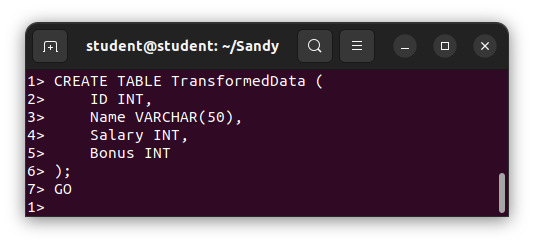 student@student: ~/Sandy
1> CREATE TABLE TransformedData (
2>     ID INT,
3>     Name VARCHAR(50),
4>     Salary INT,
5>     Bonus INT
6> );
7> GO
1>